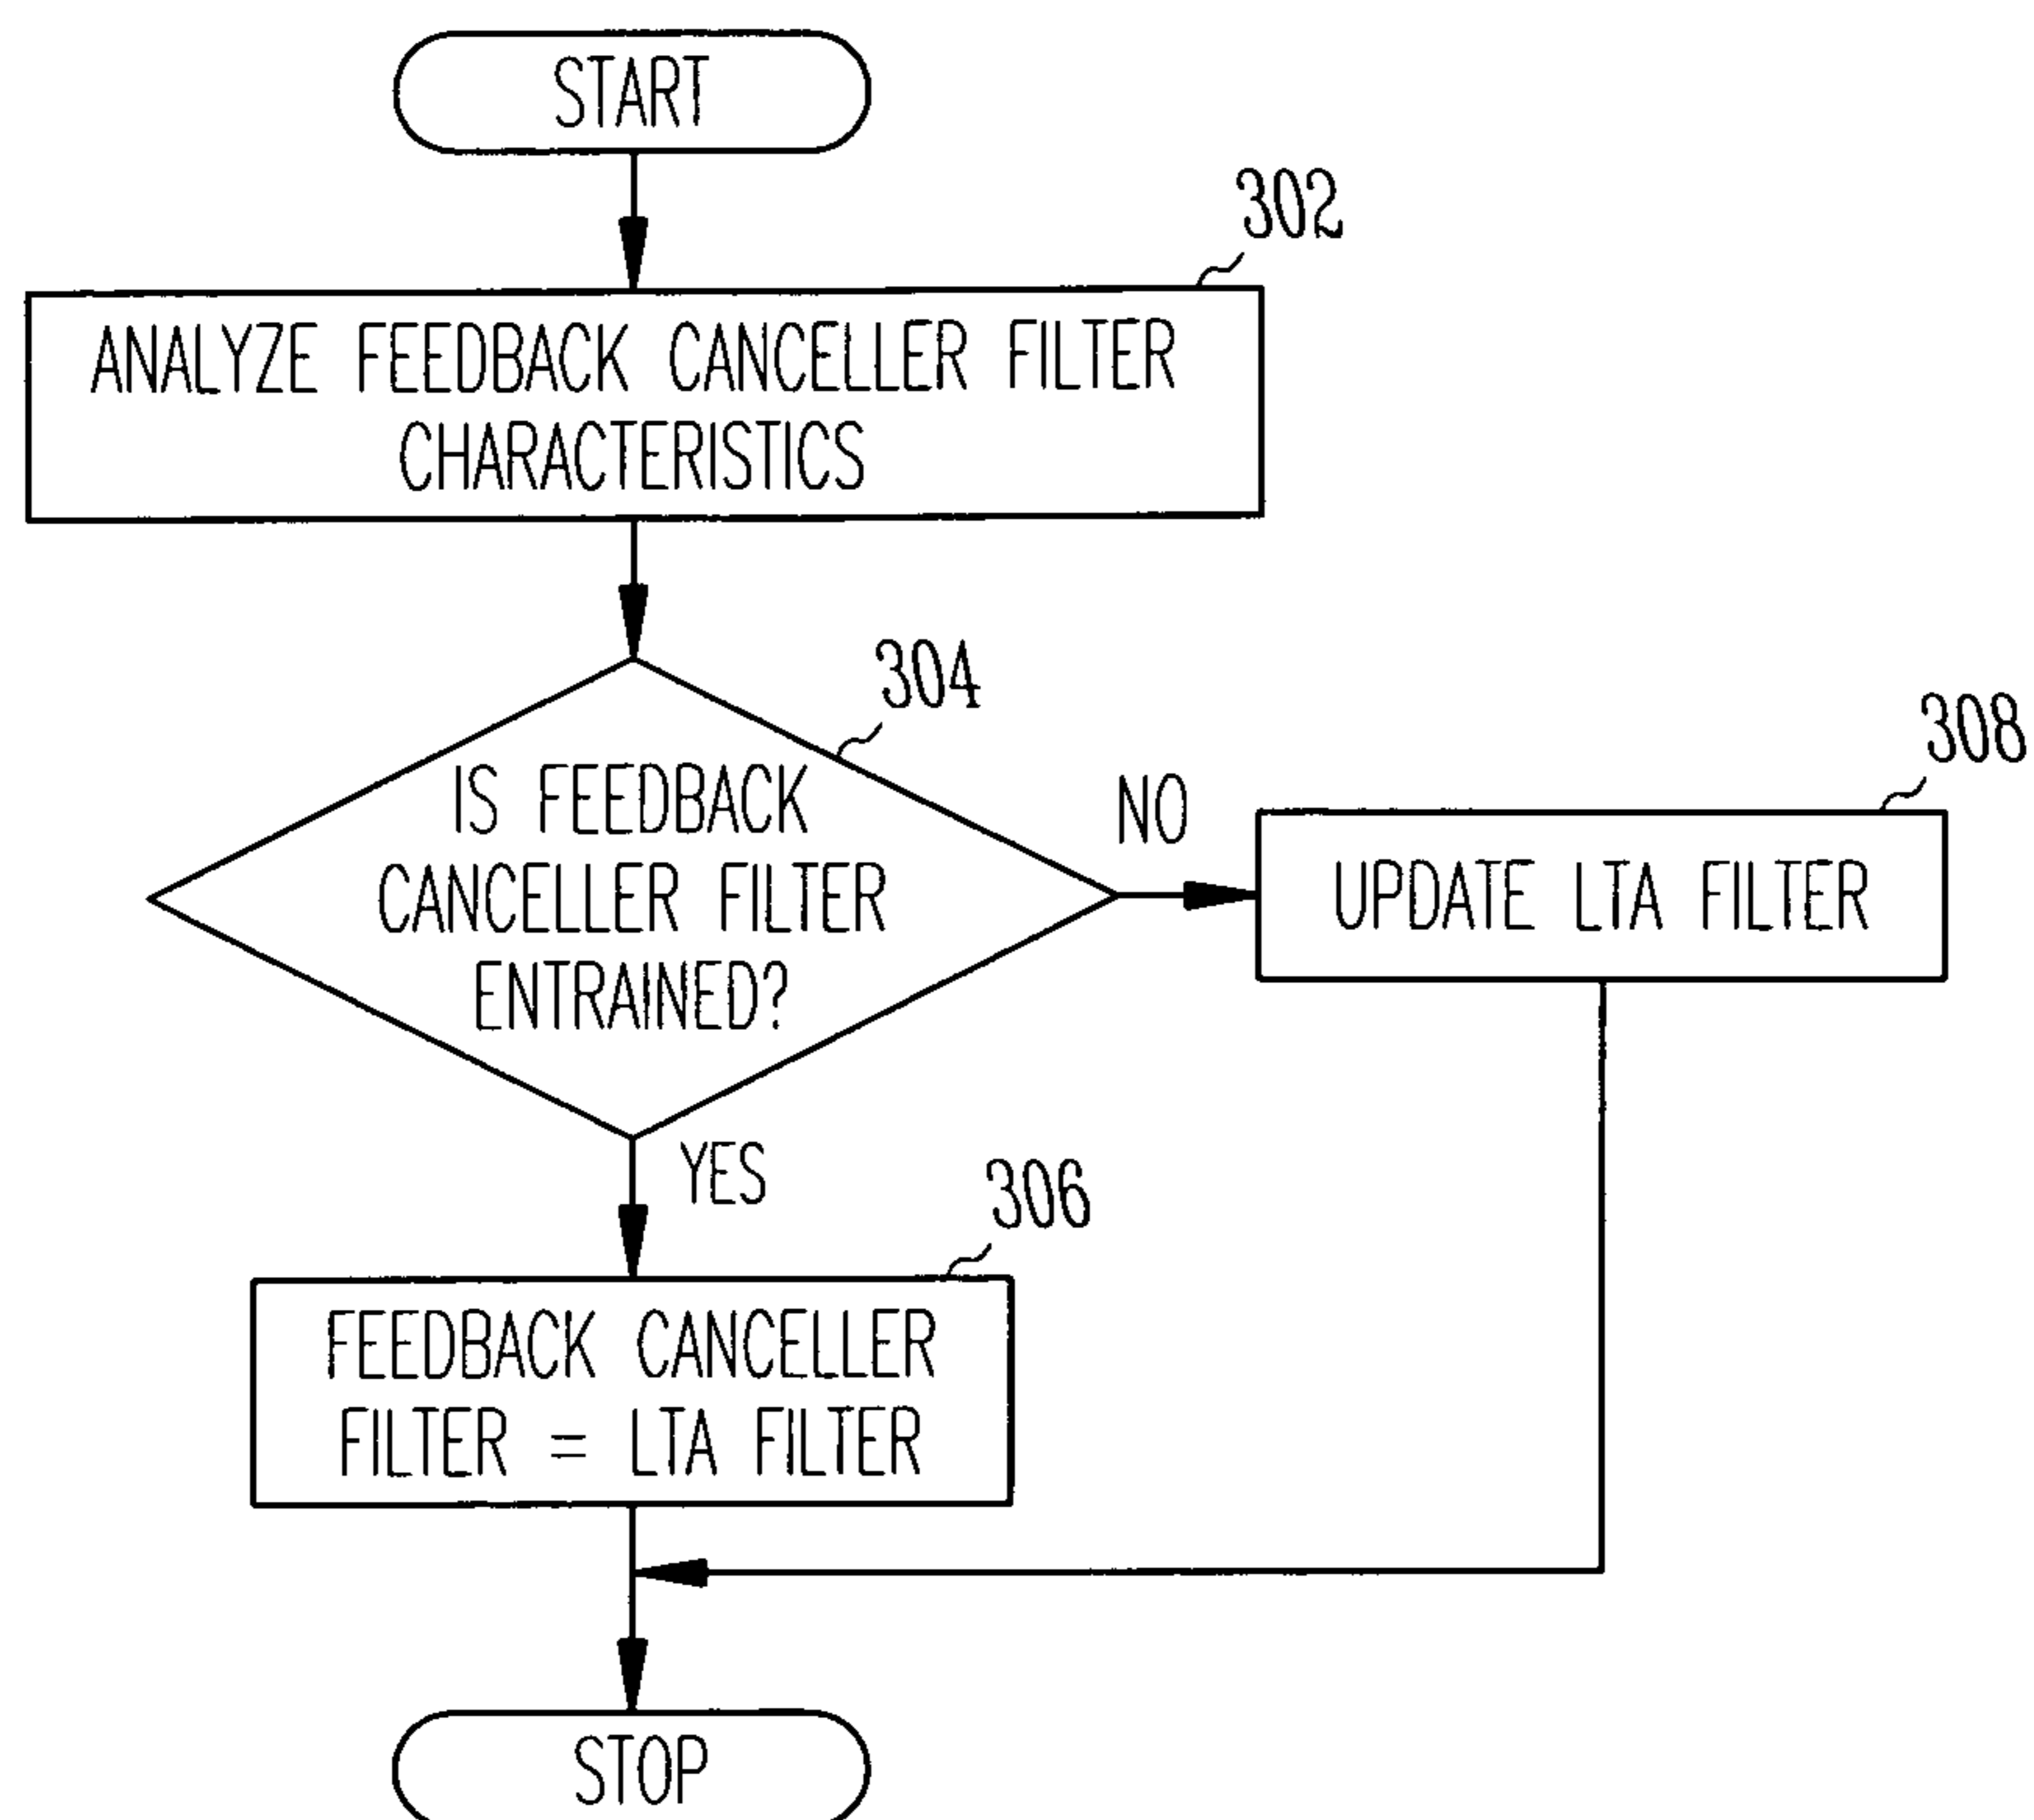 START
302
ANALYZE FEEDBACK CANCELLER FILTER
CHARACTERISTICS
304
IS FEEDBACK
CANCELLER FILTER
ENTRAINED?
NO
308
UPDATE LTA FILTER
YES
306
FEEDBACK CANCELLER
FILTER = LTA FILTER
STOP